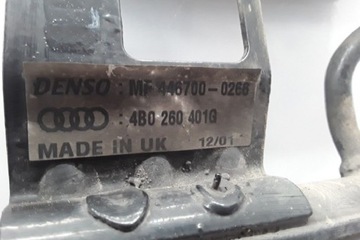 DENSO : MF 446700-0266
: 4B0 260 401Q
MADE IN UK 12/01